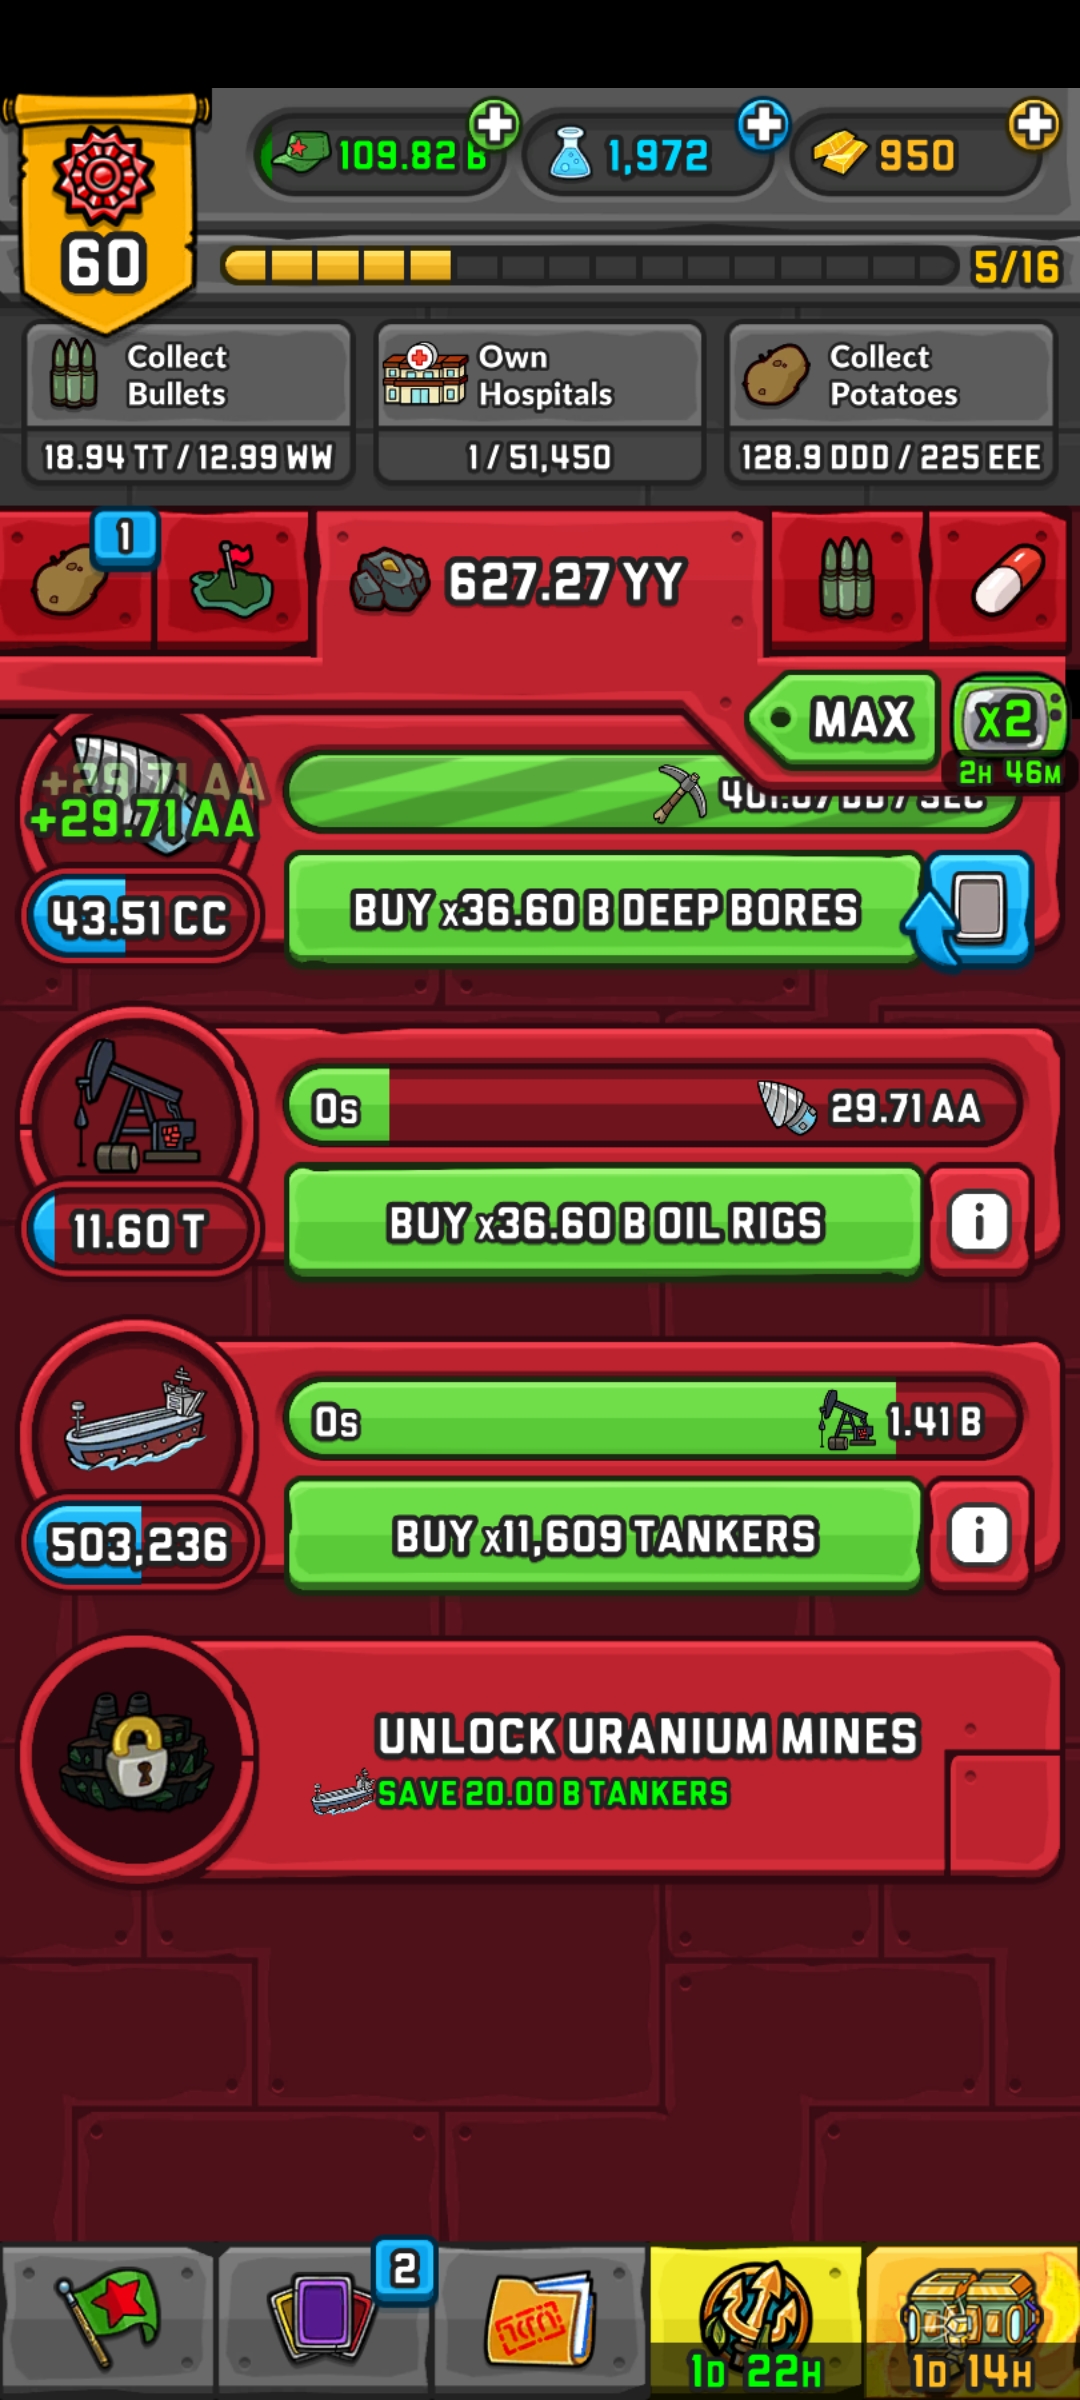 109.82 B
1,972
950
60
5/16
Collect
Bullets
18.94 TT / 12.99 WW
Own
Hospitals
1 / 51,450
Collect
Potatoes
128.9 DDD / 225 EEE
1
627.27 YY
MAX
x2
2H 46M
+29.71 AA
+29.71 AA
/ SEC
43.51 CC
BUY x36.60 B DEEP BORES
0s
29.71 AA
11.60 T
BUY x36.60 B OIL RIGS
i
0s
1.41 B
503,236
BUY x11,609 TANKERS
i
UNLOCK URANIUM MINES
SAVE 20.00 B TANKERS
2
1D 22H
1D 14H